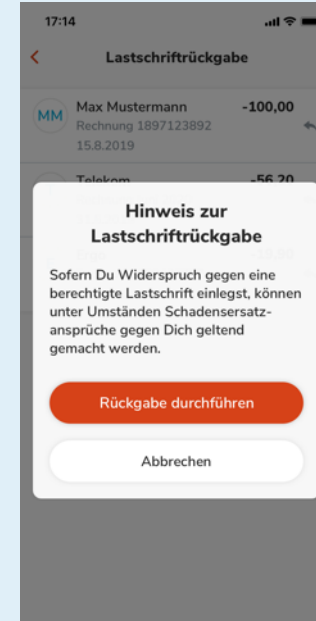 17:14
Lastschriftrückgabe
MM
Max Mustermann
-100,00
Rechnung 1897123892
15.8.2019
Telekom
-56,20
Hinweis zur
Lastschriftrückgabe
Sofern Du Widerspruch gegen eine
berechtigte Lastschrift einlegst, können
unter Umständen Schadensersatz-
ansprüche gegen Dich geltend
gemacht werden.
Rückgabe durchführen
Abbrechen